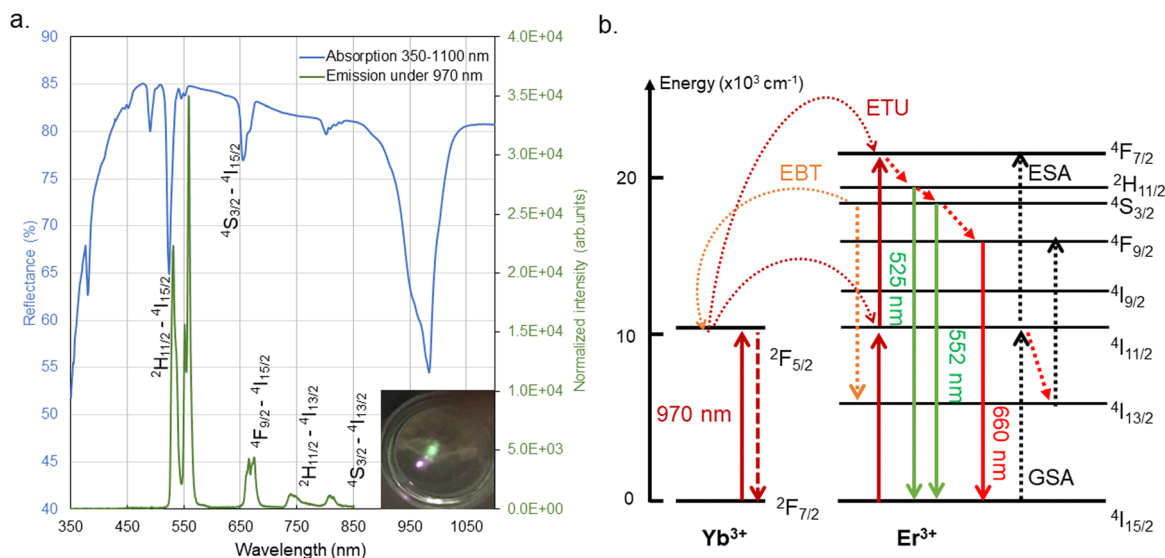 a.
90
85
80
75
70
65
60
55
50
45
40
Reflectance (%)
Absorption 350-1100 nm
Emission under 970 nm
⁴S₃/₂ - ⁴I₁₅/₂
²H₁₁/₂ - ⁴I₁₅/₂
⁴F₉/₂ - ⁴I₁₅/₂
²H₁₁/₂ - ⁴I₁₃/₂
⁴S₃/₂ - ⁴I₁₃/₂
350 450 550 650 750 850 950 1050
Wavelength (nm)
4.0E+04
3.5E+04
3.0E+04
2.5E+04
2.0E+04
1.5E+04
1.0E+04
5.0E+03
0.0E+00
Normalized intensity (arb.units)
b.
Energy (x10³ cm⁻¹)
20
10
0
ETU
EBT
ESA
GSA
970 nm
525 nm
552 nm
660 nm
²F₅/₂
²F₇/₂
⁴F₇/₂
²H₁₁/₂
⁴S₃/₂
⁴F₉/₂
⁴I₉/₂
⁴I₁₁/₂
⁴I₁₃/₂
⁴I₁₅/₂
Yb³⁺
Er³⁺